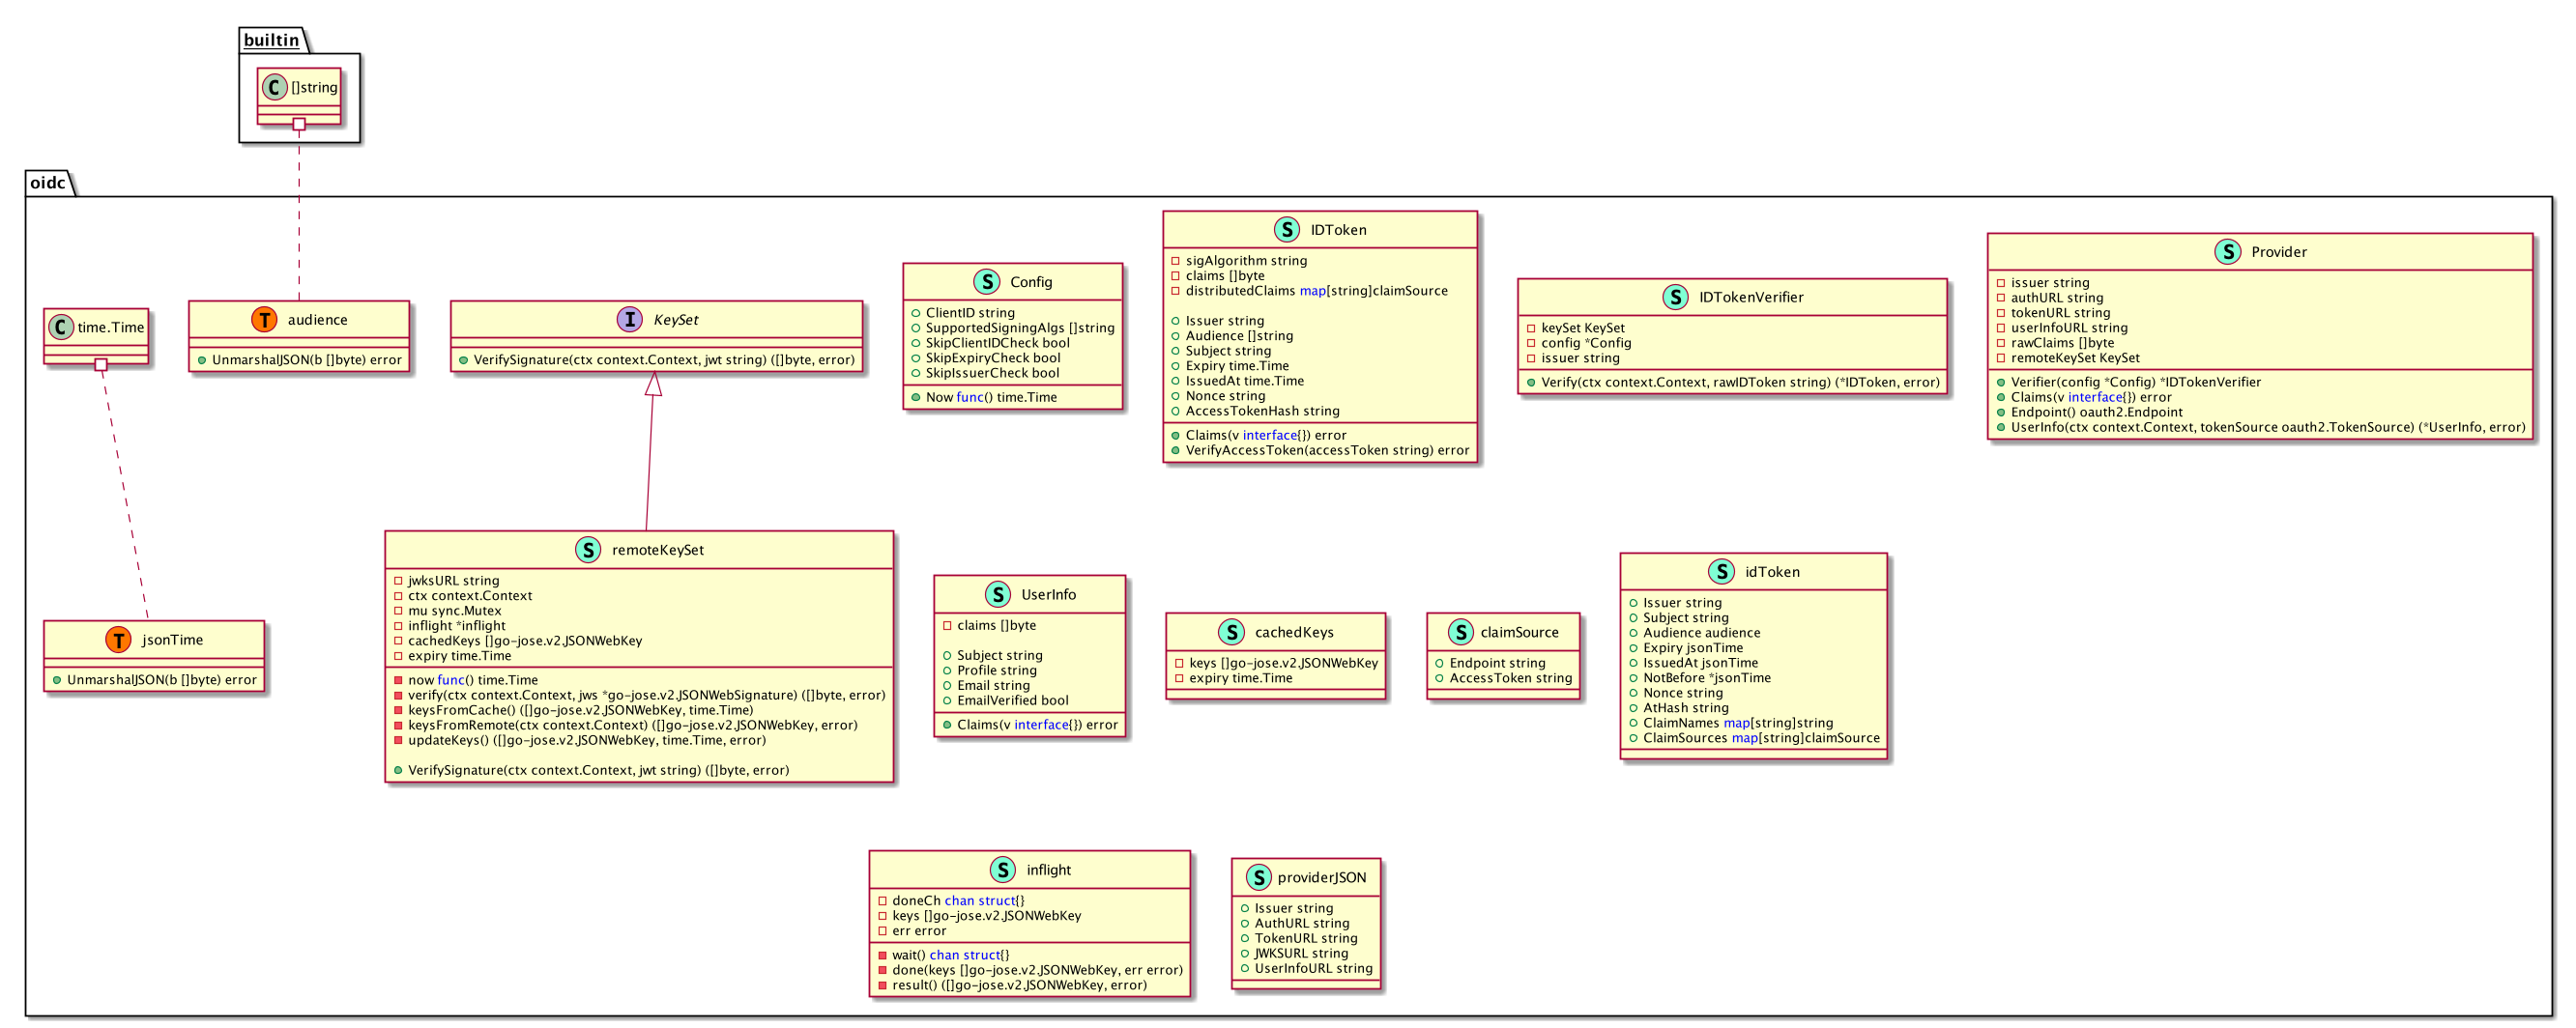 builtin
C []string
oidc
C time.Time
T audience
UnmarshalJSON(b []byte) error
I KeySet
VerifySignature(ctx context.Context, jwt string) ([]byte, error)
S Config
ClientID string
SupportedSigningAlgs []string
SkipClientIDCheck bool
SkipExpiryCheck bool
SkipIssuerCheck bool
Now func() time.Time
S IDToken
sigAlgorithm string
claims []byte
distributedClaims map[string]claimSource
Issuer string
Audience []string
Subject string
Expiry time.Time
IssuedAt time.Time
Nonce string
AccessTokenHash string
Claims(v interface{}) error
VerifyAccessToken(accessToken string) error
S IDTokenVerifier
keySet KeySet
config *Config
issuer string
Verify(ctx context.Context, rawIDToken string) (*IDToken, error)
S Provider
issuer string
authURL string
tokenURL string
userInfoURL string
rawClaims []byte
remoteKeySet KeySet
Verifier(config *Config) *IDTokenVerifier
Claims(v interface{}) error
Endpoint() oauth2.Endpoint
UserInfo(ctx context.Context, tokenSource oauth2.TokenSource) (*UserInfo, error)
T jsonTime
UnmarshalJSON(b []byte) error
S remoteKeySet
jwksURL string
ctx context.Context
mu sync.Mutex
inflight *inflight
cachedKeys []go-jose.v2.JSONWebKey
expiry time.Time
now func() time.Time
verify(ctx context.Context, jws *go-jose.v2.JSONWebSignature) ([]byte, error)
keysFromCache() ([]go-jose.v2.JSONWebKey, time.Time)
keysFromRemote(ctx context.Context) ([]go-jose.v2.JSONWebKey, error)
updateKeys() ([]go-jose.v2.JSONWebKey, time.Time, error)
VerifySignature(ctx context.Context, jwt string) ([]byte, error)
S UserInfo
claims []byte
Subject string
Profile string
Email string
EmailVerified bool
Claims(v interface{}) error
S cachedKeys
keys []go-jose.v2.JSONWebKey
expiry time.Time
S claimSource
Endpoint string
AccessToken string
S idToken
Issuer string
Subject string
Audience audience
Expiry jsonTime
IssuedAt jsonTime
NotBefore *jsonTime
Nonce string
AtHash string
ClaimNames map[string]string
ClaimSources map[string]claimSource
S inflight
doneCh chan struct{}
keys []go-jose.v2.JSONWebKey
err error
wait() chan struct{}
done(keys []go-jose.v2.JSONWebKey, err error)
result() ([]go-jose.v2.JSONWebKey, error)
S providerJSON
Issuer string
AuthURL string
TokenURL string
JWKSURL string
UserInfoURL string